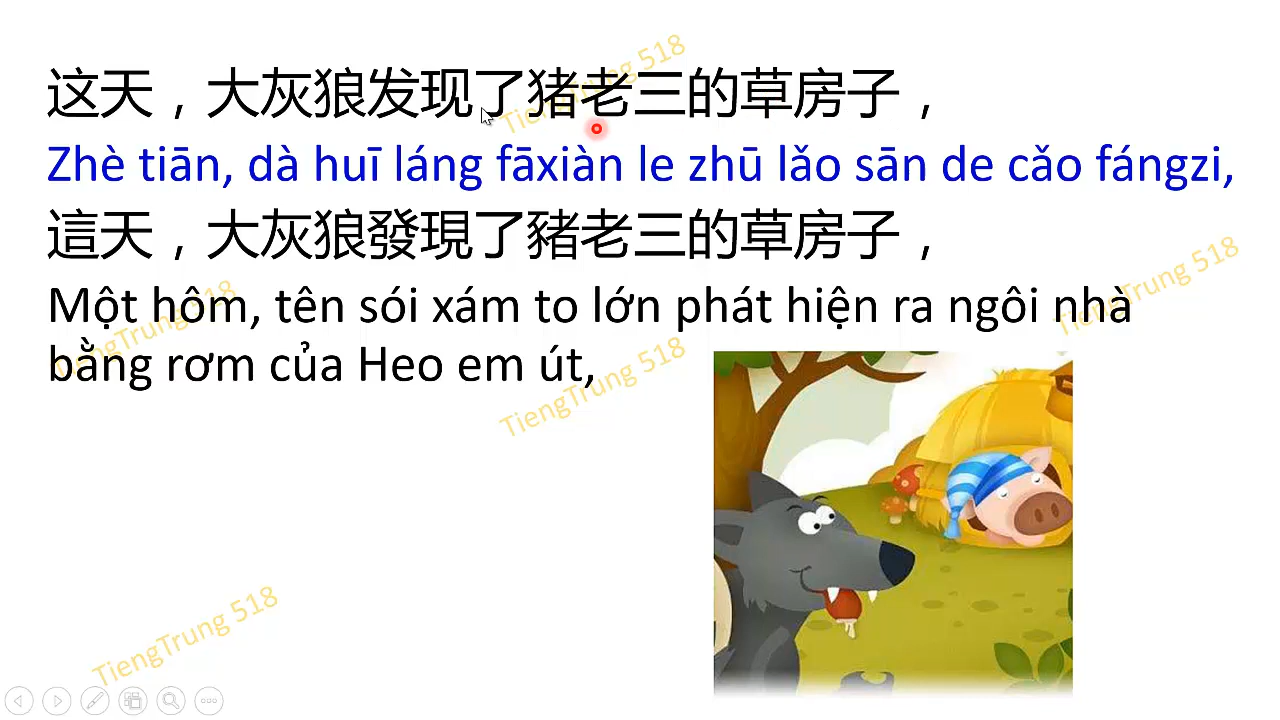 这天，大灰狼发现了猪老三的草房子，
Zhè tiān, dà huī láng fāxiàn le zhū lǎo sān de cǎo fángzi,
這天，大灰狼發現了豬老三的草房子，
Một hôm, tên sói xám to lớn phát hiện ra ngôi nhà
bằng rơm của Heo em út,
TiengTrung 518
TiengTrung 518
TiengTrung 518
TiengTrung 518
TiengTrung 518